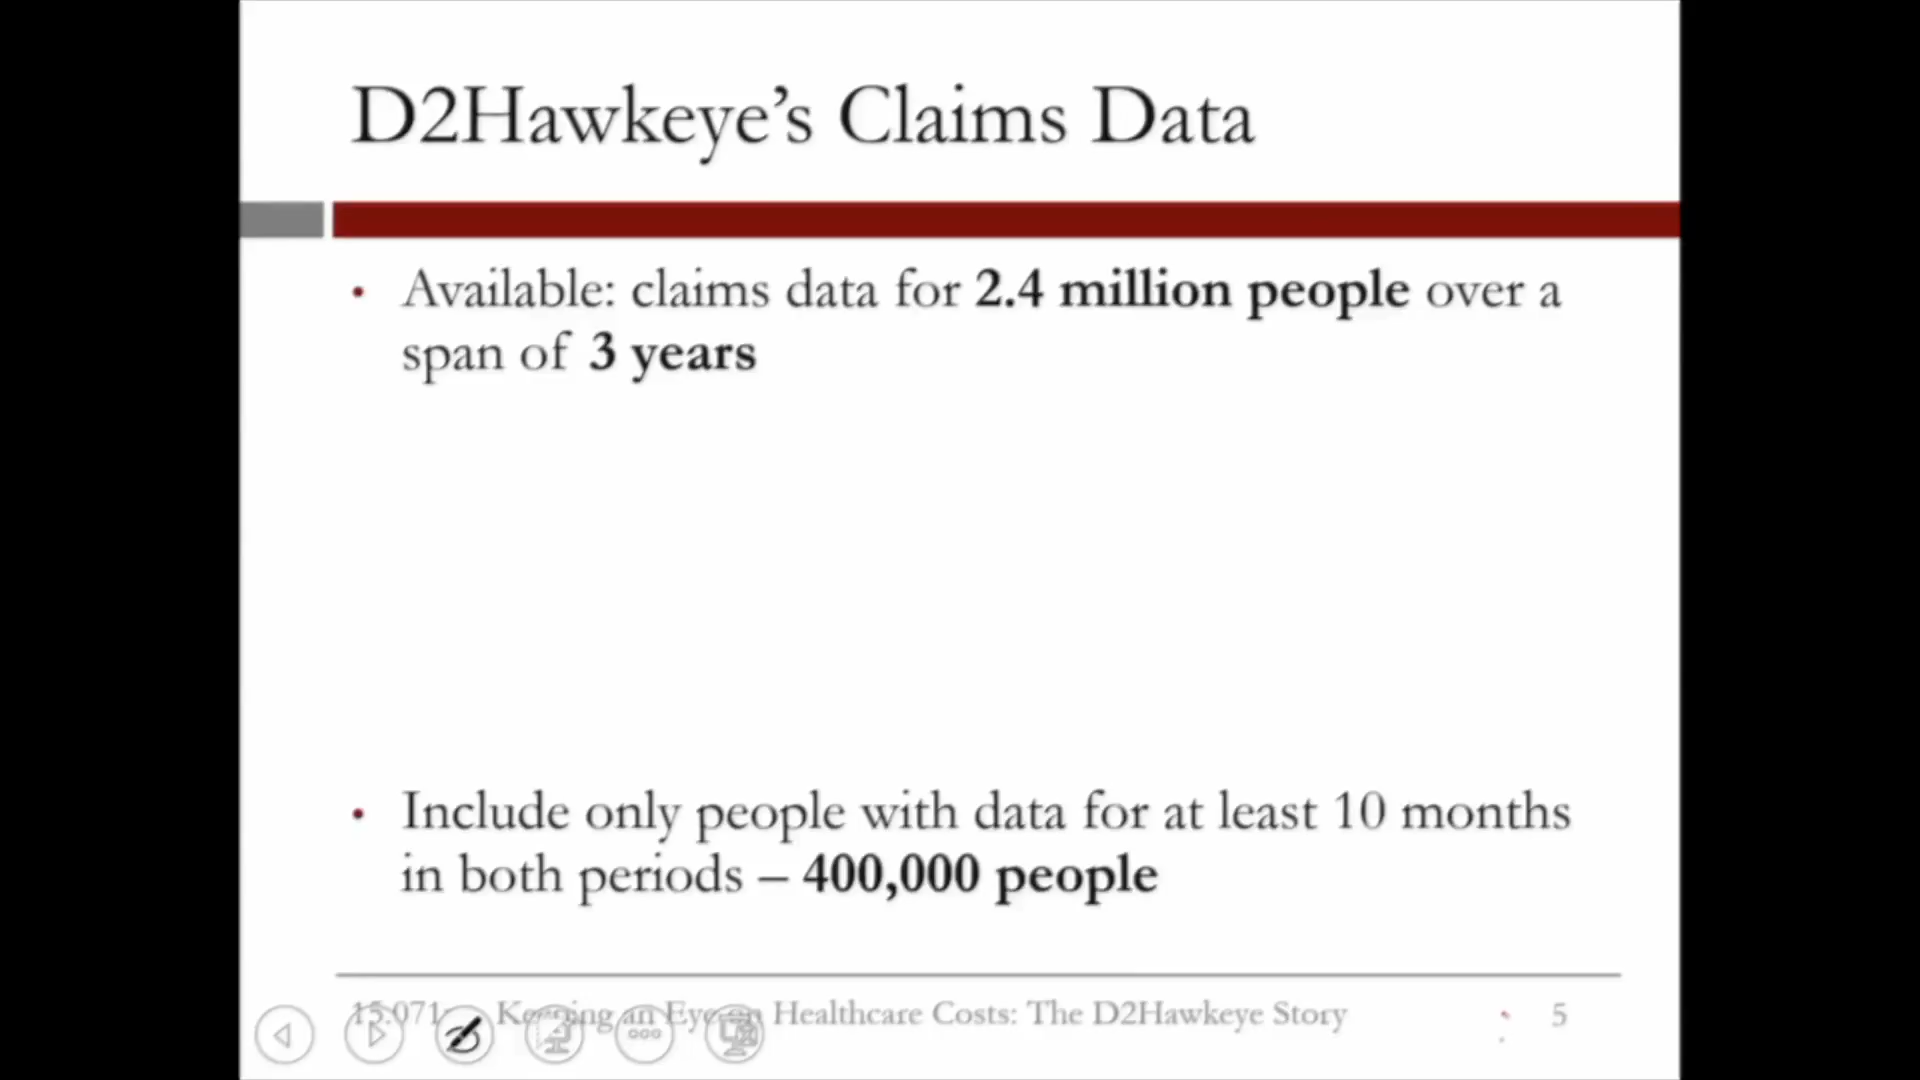 D2Hawkeye’s Claims Data
• Available: claims data for 2.4 million people over a
span of 3 years
• Include only people with data for at least 10 months
in both periods – 400,000 people
15.071 Keeping an Eye on Healthcare Costs: The D2Hawkeye Story 5